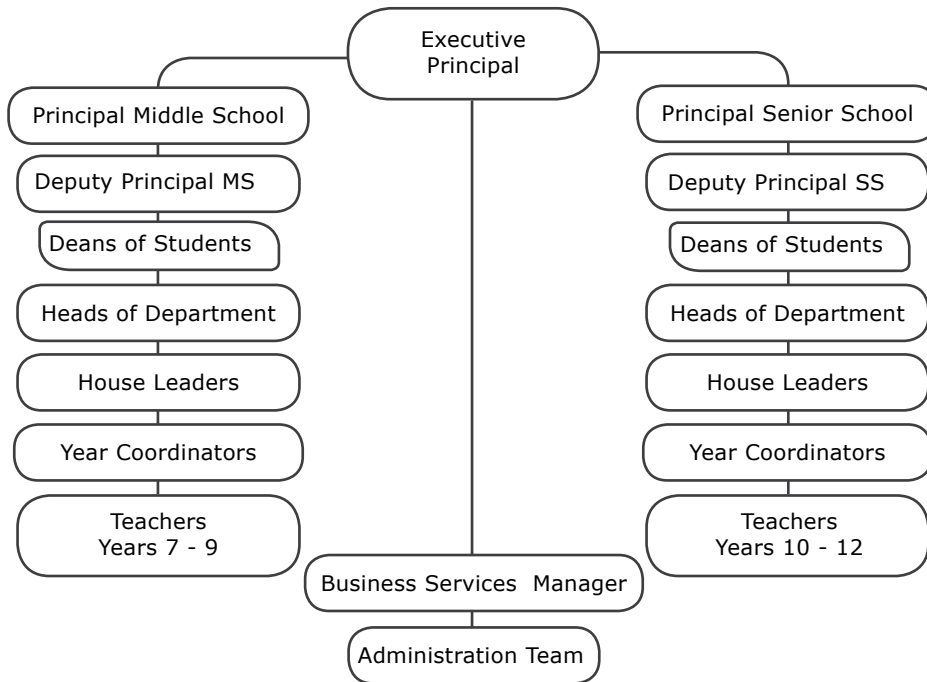 Executive
Principal
Principal Middle School
Deputy Principal MS
Deans of Students
Heads of Department
House Leaders
Year Coordinators
Teachers
Years 7 - 9
Principal Senior School
Deputy Principal SS
Deans of Students
Heads of Department
House Leaders
Year Coordinators
Teachers
Years 10 - 12
Business Services Manager
Administration Team